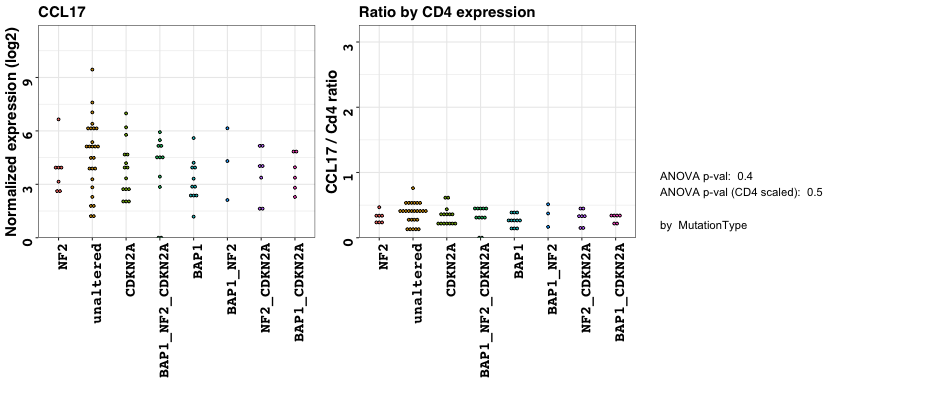 CCL17
Normalized expression (log2)
9
6
3
0
NF2
unaltered
CDKN2A
BAP1_NF2_CDKN2A
BAP1
BAP1_NF2
NF2_CDKN2A
BAP1_CDKN2A
Ratio by CD4 expression
CCL17 / Cd4 ratio
3
2
1
0
NF2
unaltered
CDKN2A
BAP1_NF2_CDKN2A
BAP1
BAP1_NF2
NF2_CDKN2A
BAP1_CDKN2A
ANOVA p-val: 0.4
ANOVA p-val (CD4 scaled): 0.5
by MutationType